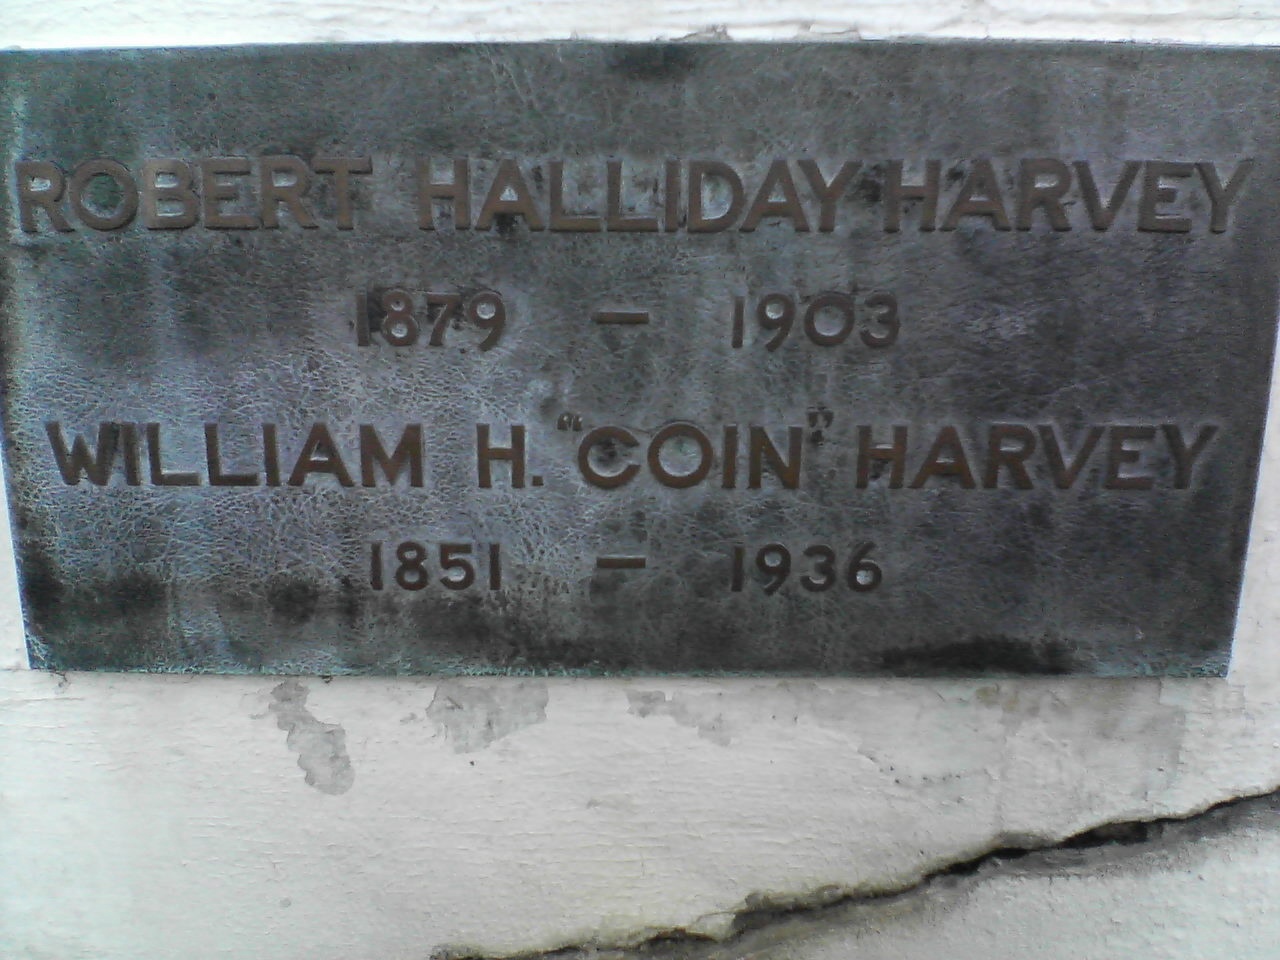 ROBERT HALLIDAY HARVEY
1879 — 1903
WILLIAM H. "COIN" HARVEY
1851 — 1936